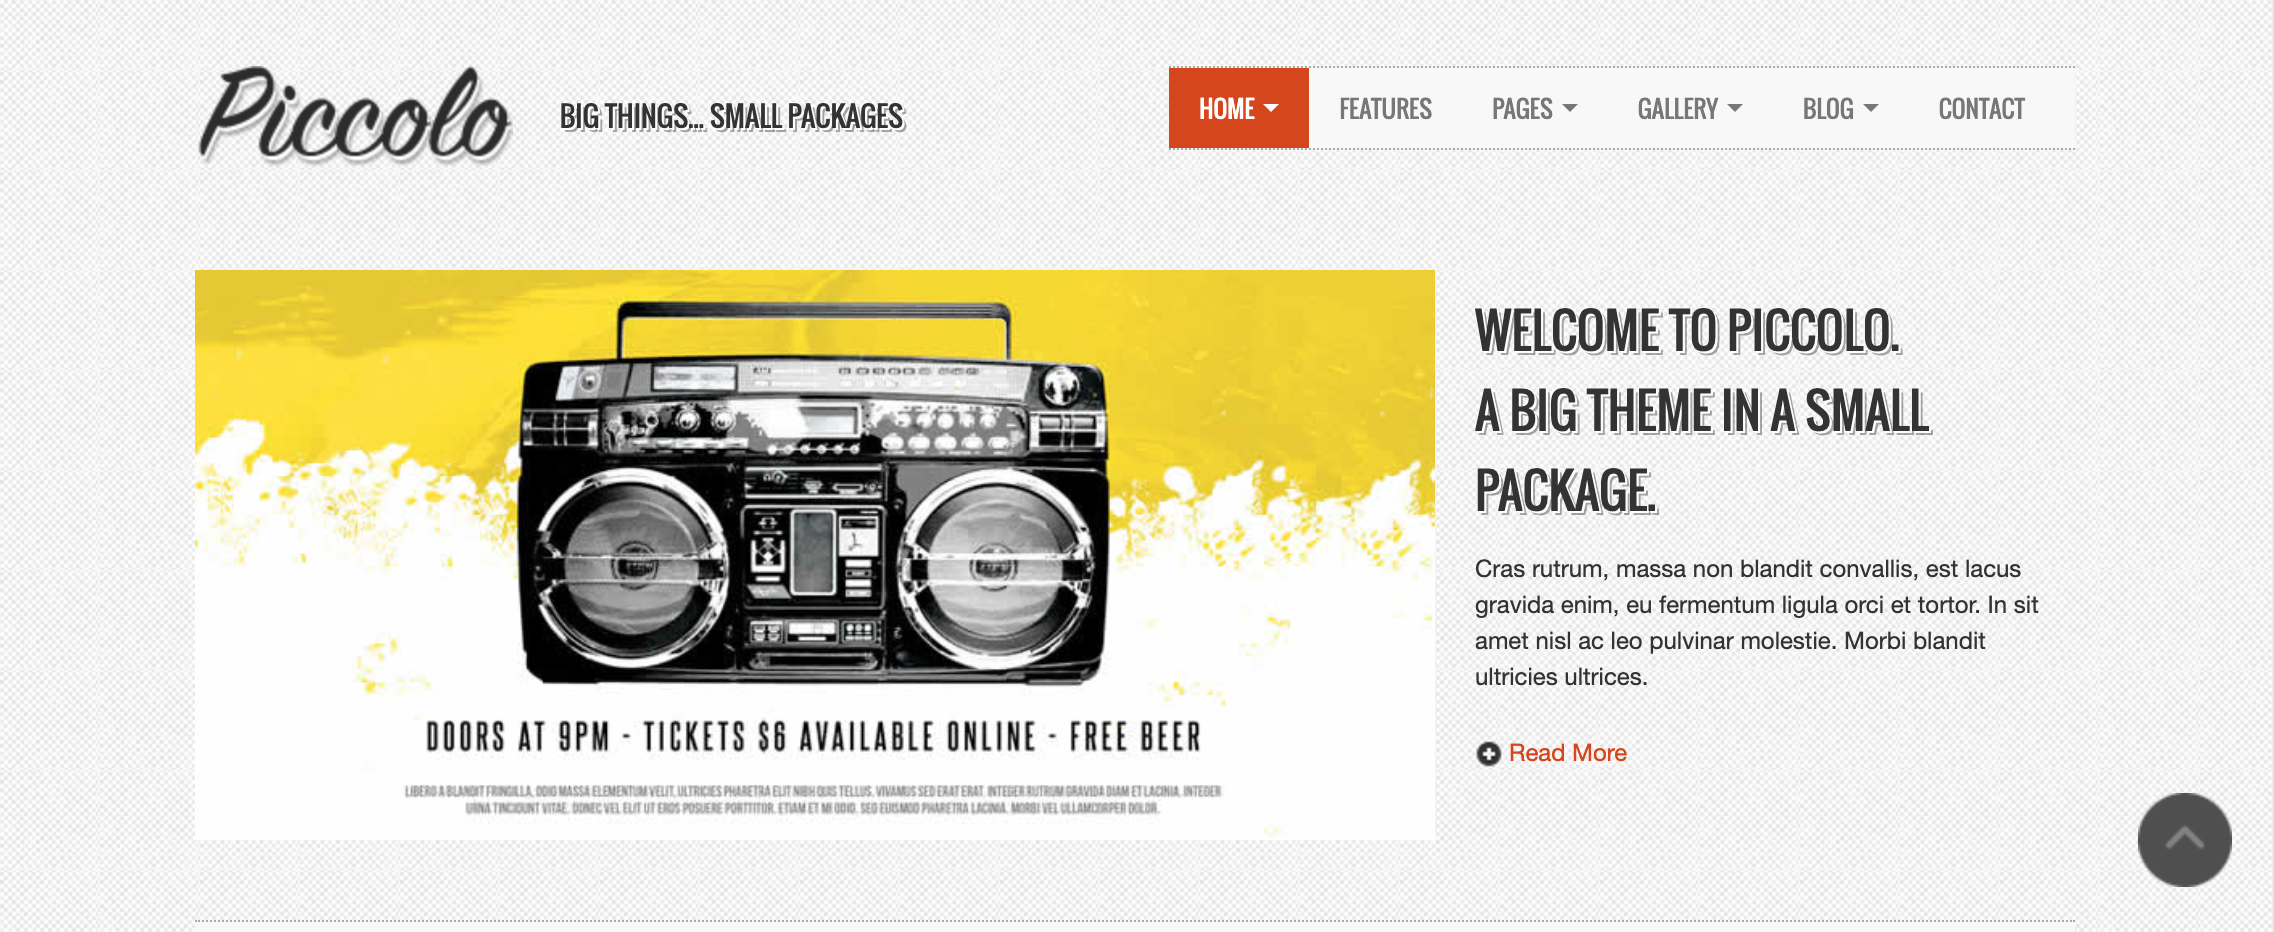 Piccolo
BIG THINGS... SMALL PACKAGES
HOME
FEATURES
PAGES
GALLERY
BLOG
CONTACT
DOORS AT 9PM - TICKETS $6 AVAILABLE ONLINE - FREE BEER
LIBERO A BLANDIT FRINGILLA, ODIO MASSA ELEMENTUM VELIT, ULTRICIES PHARETRA ELIT NIBH QUIS TELLUS. VIVAMUS SED ERAT ERAT. INTEGER RUTRUM GRAVIDA DIAM ET LACINIA. INTEGER
URNA TINCIDUNT VITAE. DONEC VEL ELIT UT EROS POSUERE PORTTITOR. ETIAM ET MI ODIO. SED EUISMOD PHARETRA LACINIA. MORBI VEL ULLAMCORPER DOLOR.
WELCOME TO PICCOLO.
A BIG THEME IN A SMALL
PACKAGE.
Cras rutrum, massa non blandit convallis, est lacus
gravida enim, eu fermentum ligula orci et tortor. In sit
amet nisl ac leo pulvinar molestie. Morbi blandit
ultricies ultrices.
Read More